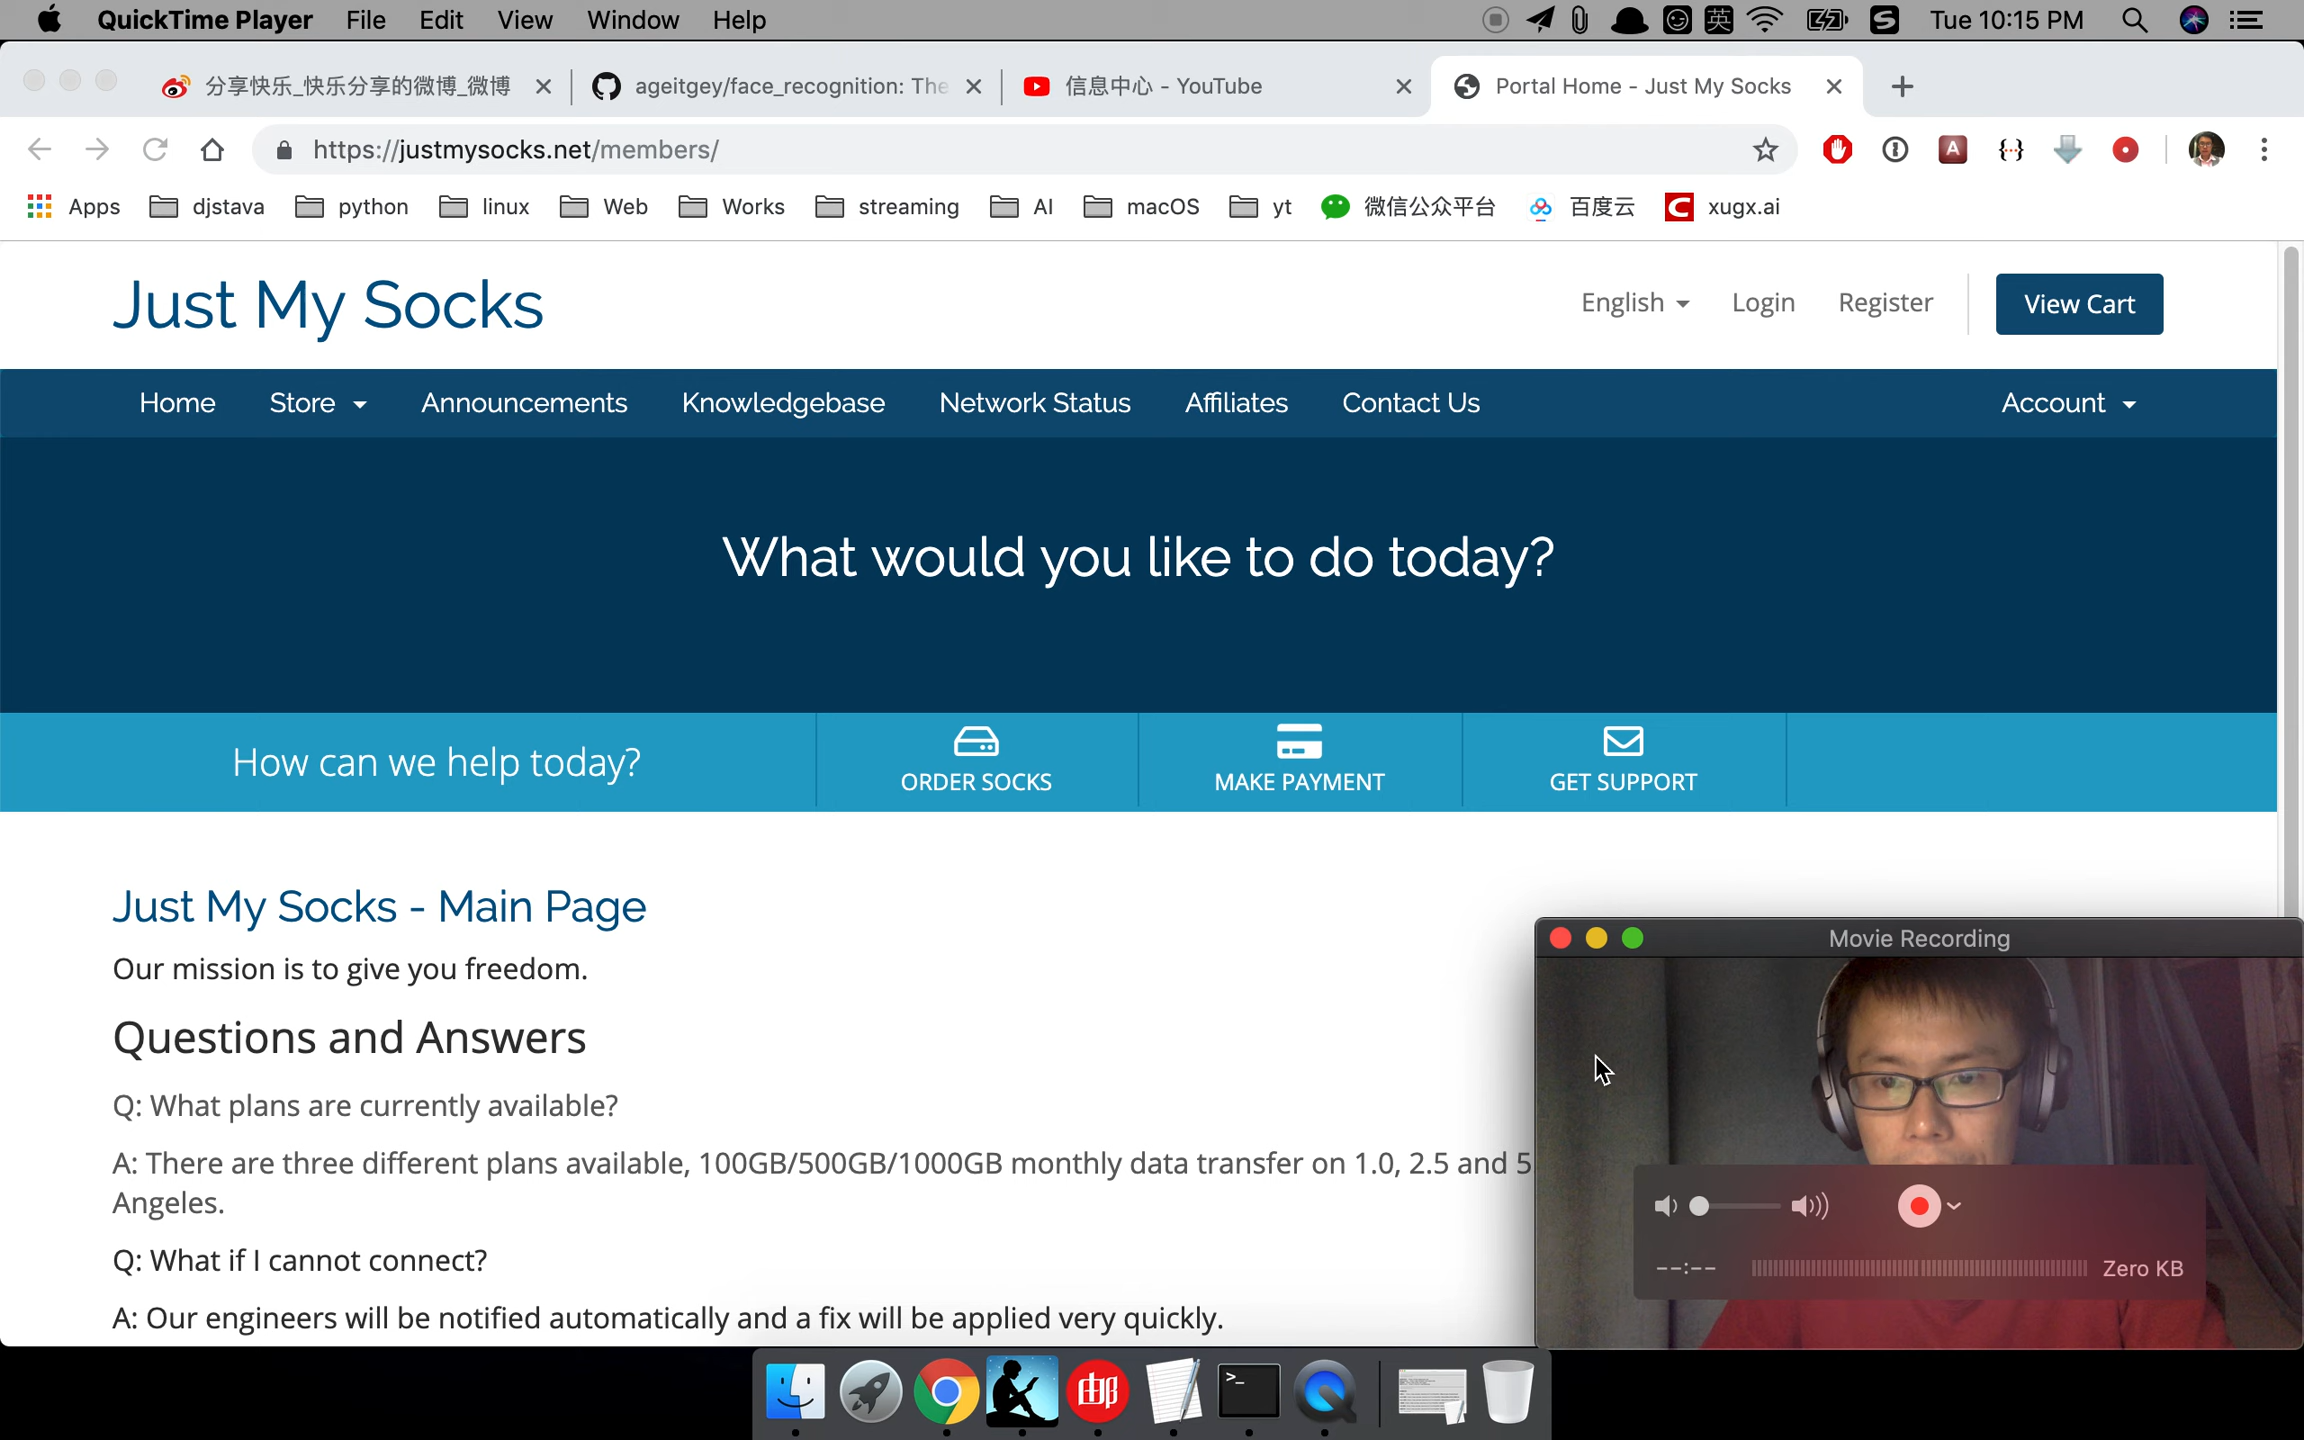 QuickTime Player File Edit View Window Help 英 Tue 10:15 PM
分享快乐_快乐分享的微博_微博 ageitgey/face_recognition: The 信息中心 - YouTube Portal Home - Just My Socks
https://justmysocks.net/members/
Apps djstava python linux Web Works streaming AI macOS yt 微信公众平台 百度云 xugx.ai
Just My Socks
English Login Register View Cart
Home Store Announcements Knowledgebase Network Status Affiliates Contact Us Account
What would you like to do today?
How can we help today? ORDER SOCKS MAKE PAYMENT GET SUPPORT
Just My Socks - Main Page
Our mission is to give you freedom.
Questions and Answers
Q: What plans are currently available?
A: There are three different plans available, 100GB/500GB/1000GB monthly data transfer on 1.0, 2.5 and 5
Angeles.
Q: What if I cannot connect?
A: Our engineers will be notified automatically and a fix will be applied very quickly.
Movie Recording
--:-- Zero KB